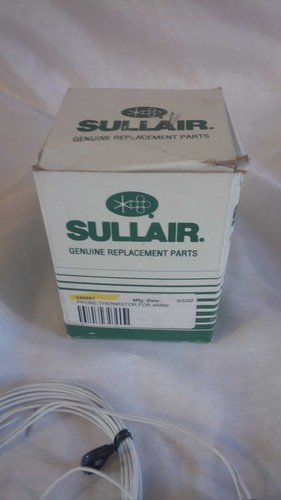 SULLAIR.
GENUINE REPLACEMENT PARTS
SULLAIR.
GENUINE REPLACEMENT PARTS
Mfg. Date
PROBE,THERMISTOR FOR